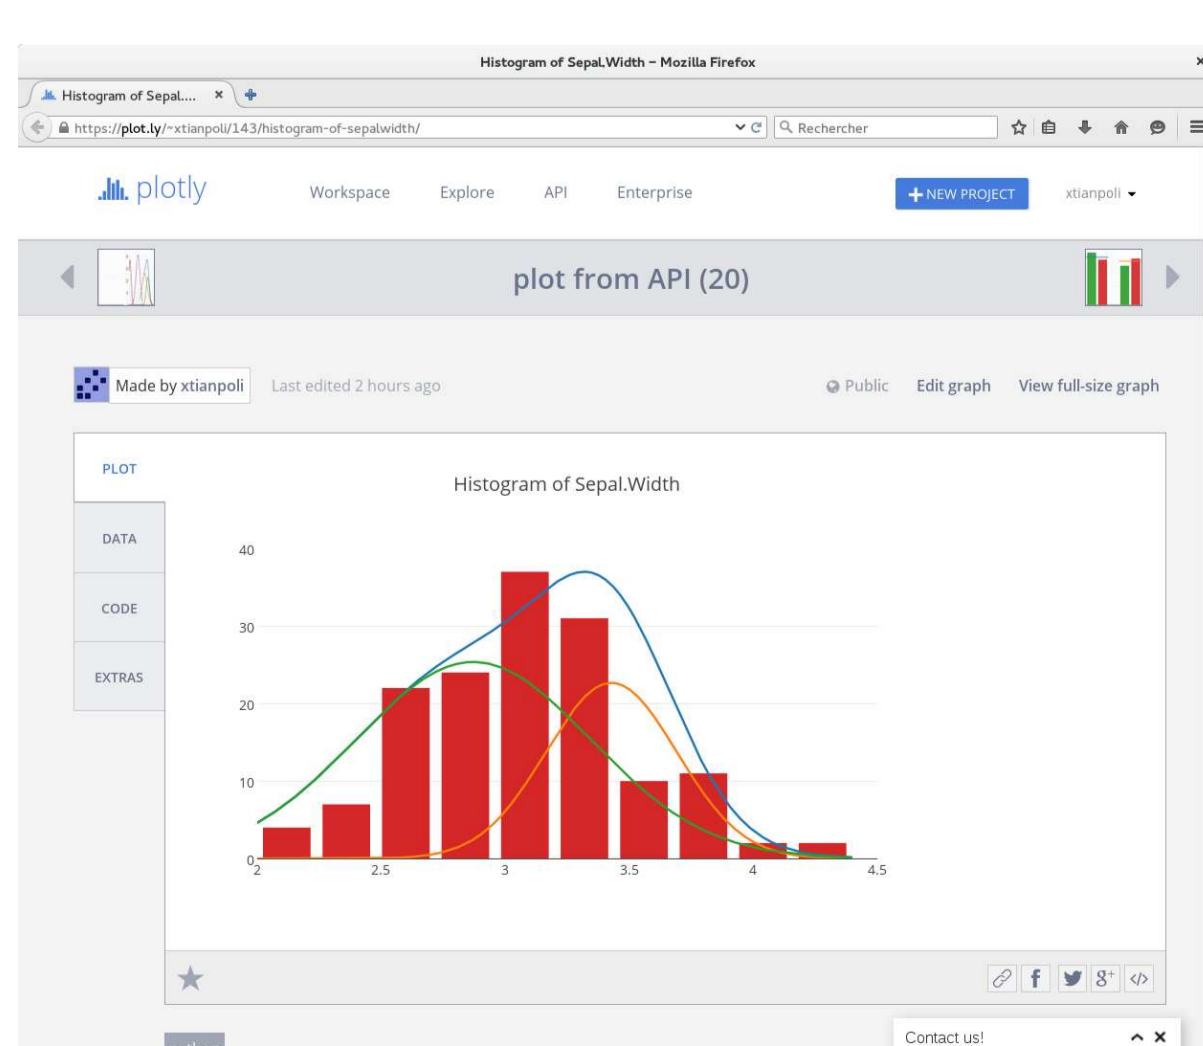 Histogram of Sepal.Width – Mozilla Firefox
Histogram of Sepal....
https://plot.ly/~xtianpoli/143/histogram-of-sepalwidth/
Rechercher
plotly
Workspace Explore API Enterprise
NEW PROJECT
xtianpoli
plot from API (20)
Made by xtianpoli
Last edited 2 hours ago
Public Edit graph View full-size graph
PLOT
DATA
CODE
EXTRAS
Histogram of Sepal.Width
40
30
20
10
0
2 2.5 3 3.5 4 4.5
f 8+ </>
Contact us!